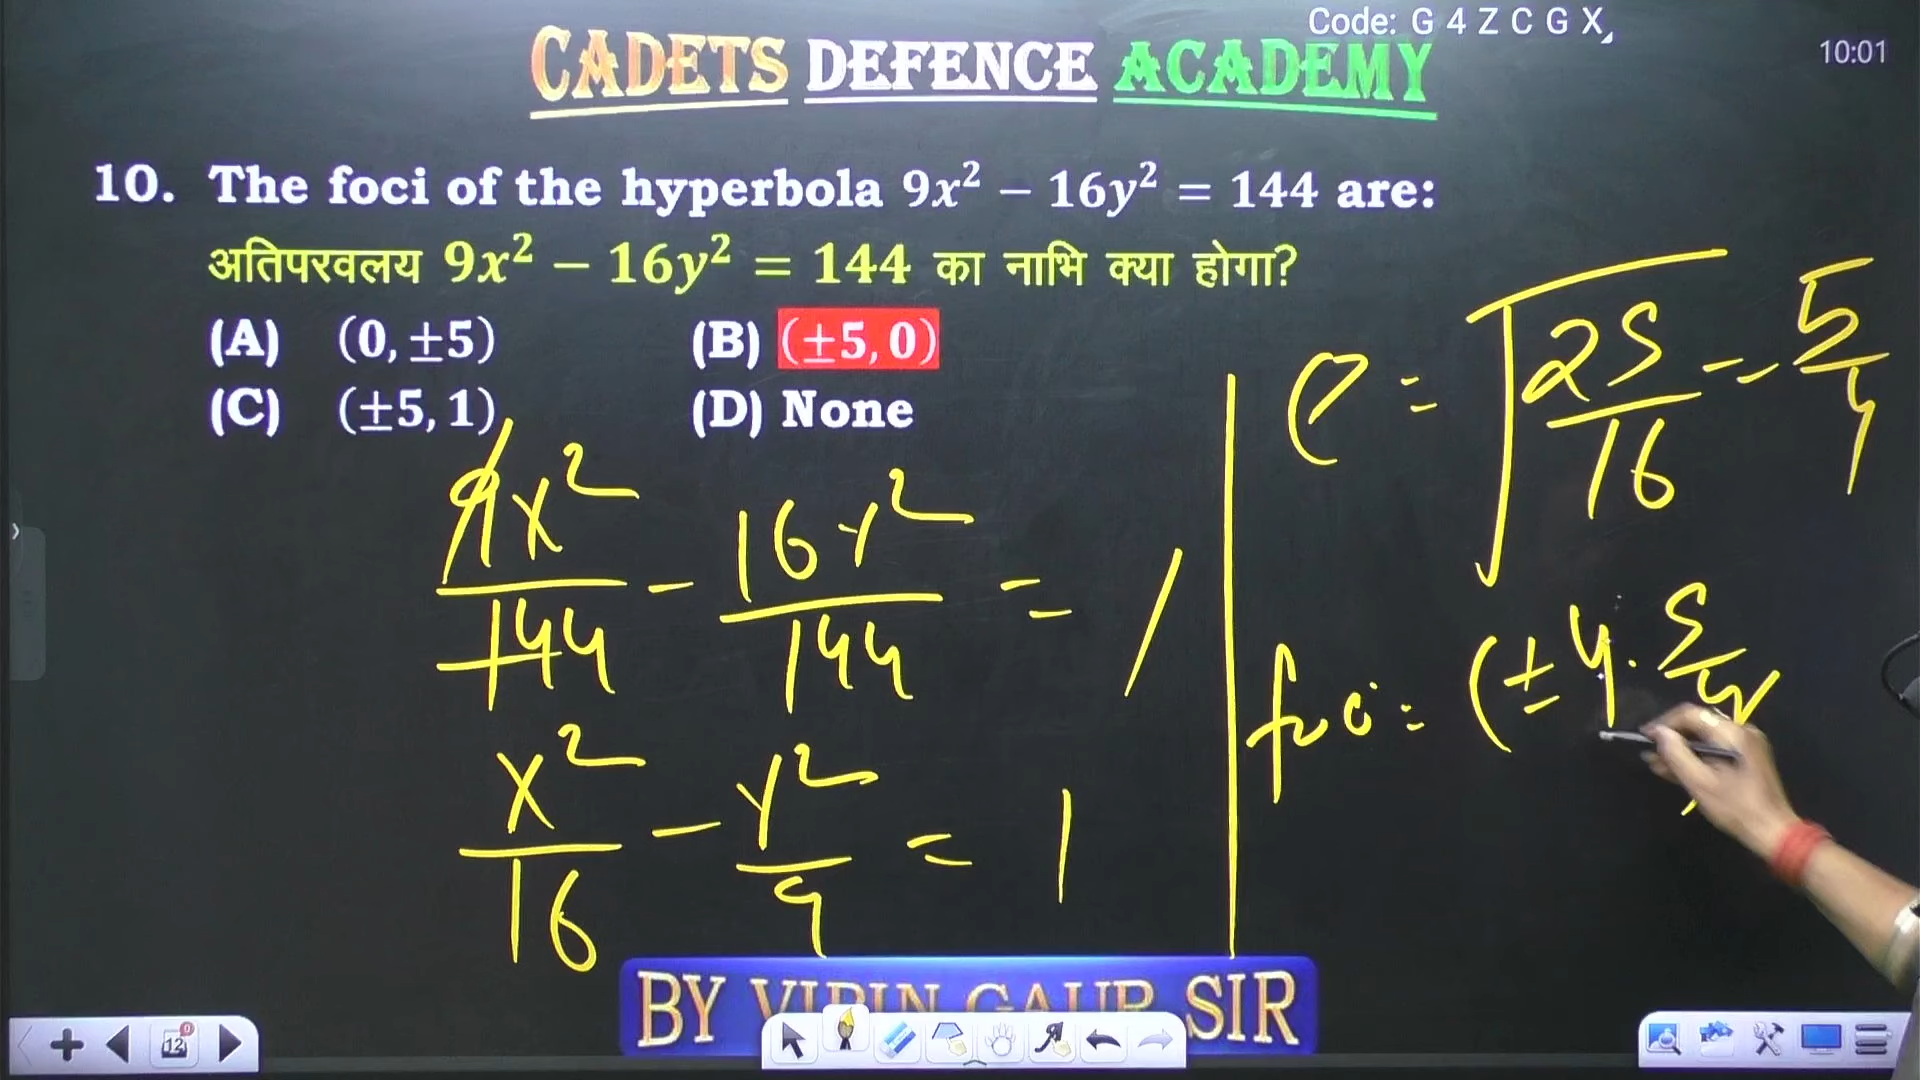 Code: G 4 Z C G X
10:01
CADETS DEFENCE ACADEMY
10. The foci of the hyperbola 9x² − 16y² = 144 are:
अतिपरवलय 9x² − 16y² = 144 का नाभि क्या होगा?
(A) (0, ±5) (B) (±5, 0)
(C) (±5, 1) (D) None
9x²/144 − 16y²/144 = 1
x²/16 − y²/9 = 1
e = √25/16 = 5/4
foci = (±4. 5/4
BY VIPIN GAUR SIR
12
0